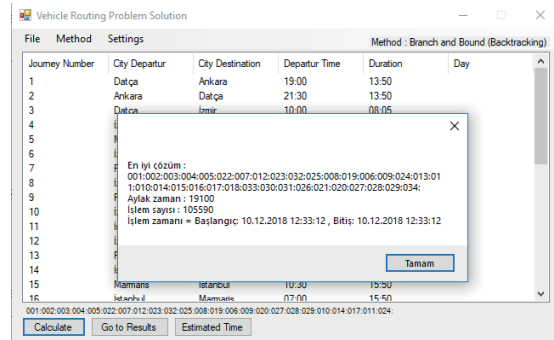 Vehicle Routing Problem Solution
File Method Settings
Method : Branch and Bound (Backtracking)
Journey Number City Departur City Destination Departur Time Duration Day
1 Datça Ankara 19:00 13:50
2 Ankara Datça 21:30 13:50
3 Datça İzmir 10:00 08:05
4
5
6
7
8
9
10
11
12
13
14
15 Marmaris İstanbul 10:30 15:50
16 İstanbul Marmaris 07:00 15:50
En iyi çözüm :
001:002:003:004:005:022:007:012:023:032:025:008:019:006:009:024:013:01
1:010:014:015:016:017:018:033:030:031:026:021:020:027:028:029:034:
Aylak zaman : 19100
İşlem sayısı : 105590
İşlem zamanı = Başlangıç: 10.12.2018 12:33:12 , Bitiş: 10.12.2018 12:33:12
Tamam
001:002:003:004:005:022:007:012:023:032:025:008:019:006:009:020:027:028:029:010:014:017:011:024:
Calculate Go to Results Estimated Time